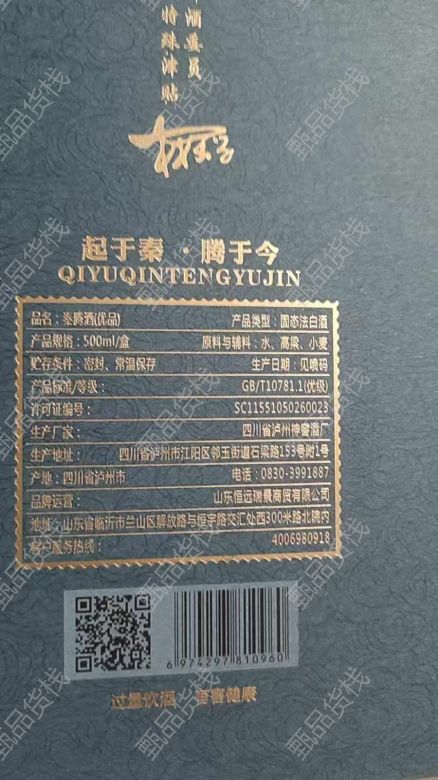 酒委员
特殊津贴
起于秦·腾于今
QIYUQINTENGYUJIN
品名：秦腾酒(优品) 产品类型：固态法白酒
产品规格：500ml/盒 原料与辅料：水、高粱、小麦
贮存条件：密封、常温保存 生产日期：见喷码
产品标准/等级： GB/T10781.1(优级)
许可证编号： SC11551050260023
生产厂家： 四川省泸州神窖酒厂
生产地址： 四川省泸州市江阳区邻玉街道石梁路153号附1号
产地：四川省泸州市 电话：0830-3991887
品牌运营： 山东恒远瑞景商贸有限公司
地址：山东省临沂市兰山区解放路与恒宇路交汇处西300米路北院内
客户服务热线： 4006980918
6 974297 810960
过量饮酒 有害健康
甄品货栈